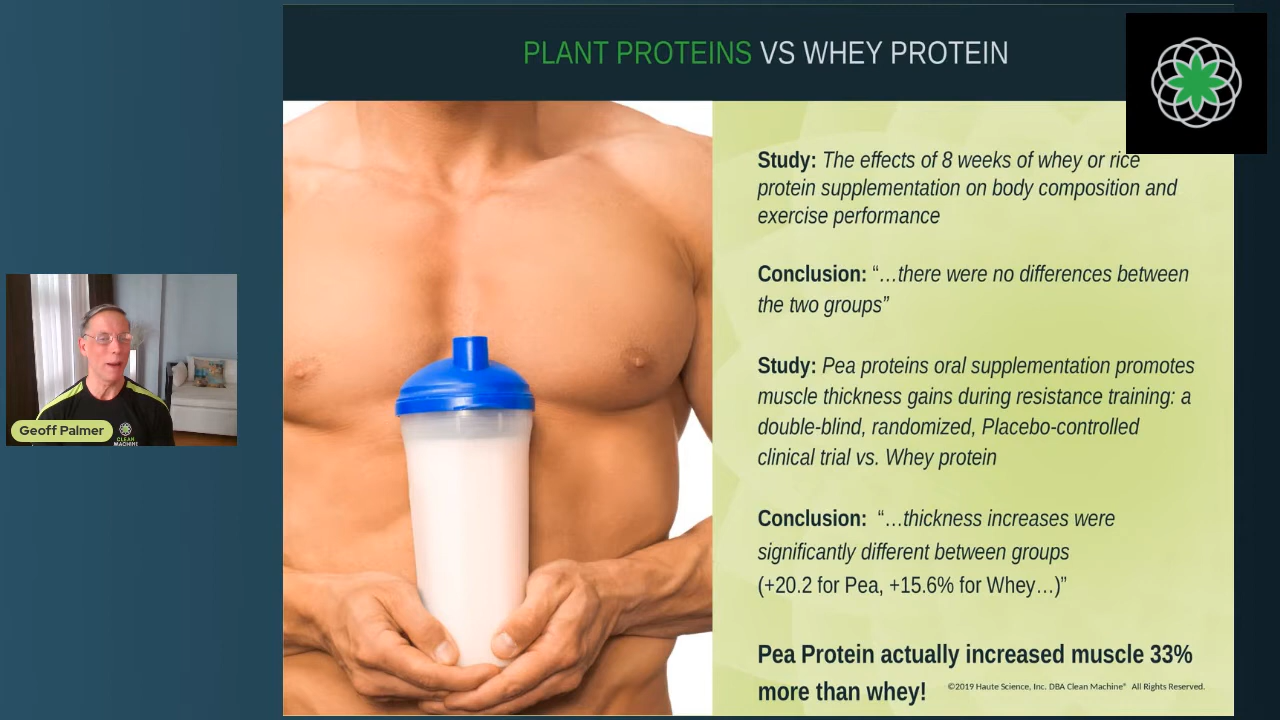 PLANT PROTEINS VS WHEY PROTEIN
Study: The effects of 8 weeks of whey or rice
protein supplementation on body composition and
exercise performance
Conclusion: “…there were no differences between
the two groups”
Study: Pea proteins oral supplementation promotes
muscle thickness gains during resistance training: a
double-blind, randomized, Placebo-controlled
clinical trial vs. Whey protein
Conclusion: “…thickness increases were
significantly different between groups
(+20.2 for Pea, +15.6% for Whey…)”
Pea Protein actually increased muscle 33%
more than whey!
©2019 Haute Science, Inc. DBA Clean Machine® All Rights Reserved.
Geoff Palmer
CLEAN
MACHINE